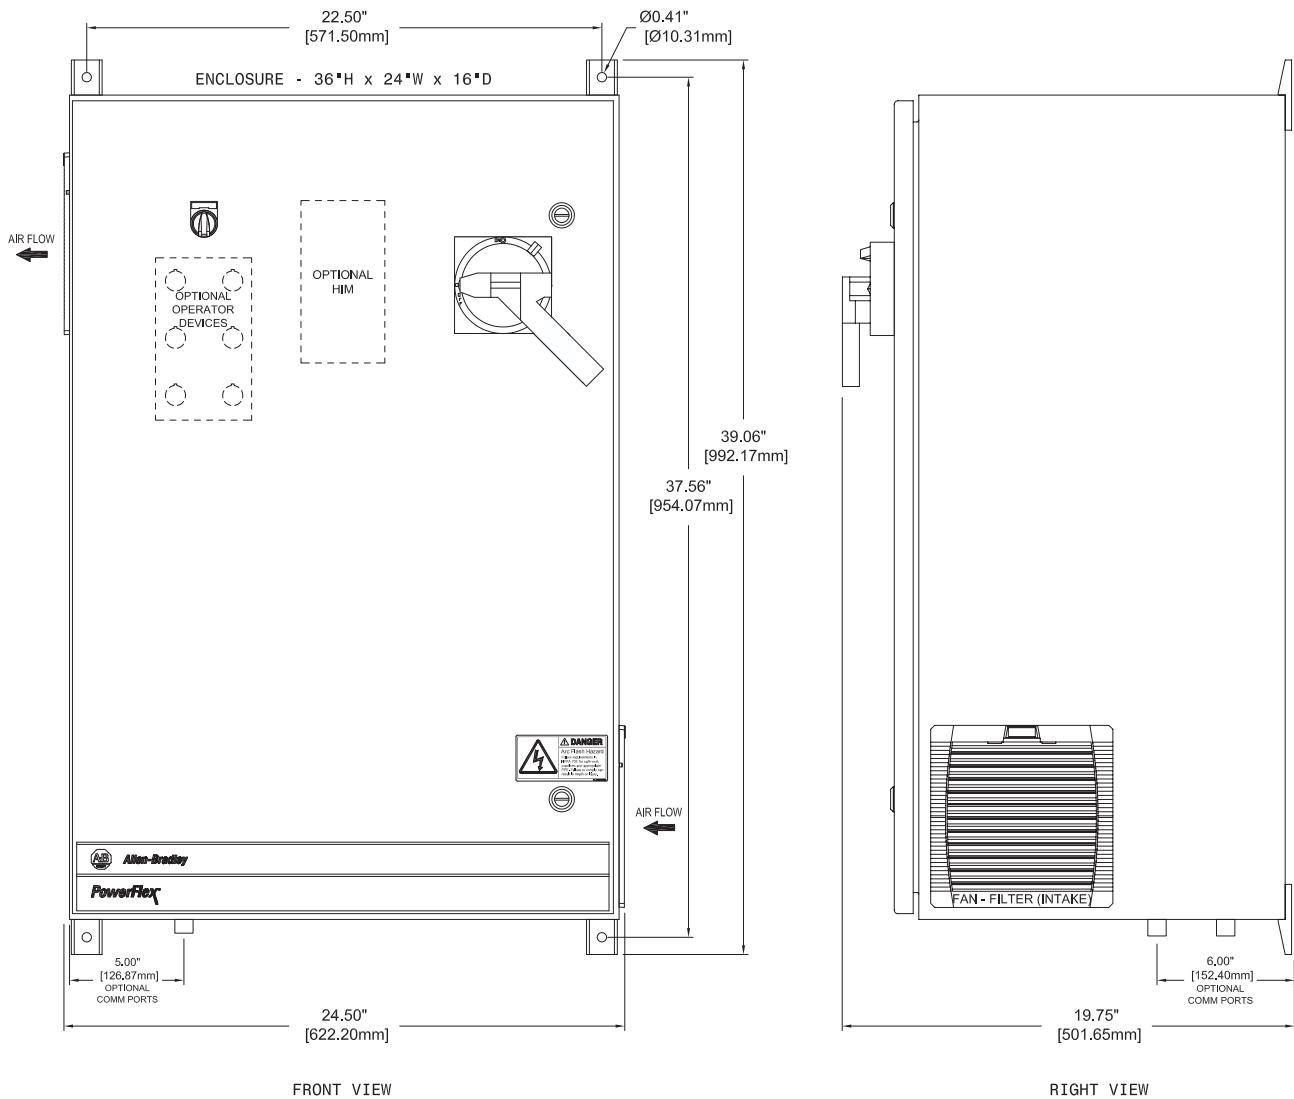 22.50"
[571.50mm]
Ø0.41"
[Ø10.31mm]
ENCLOSURE - 36"H x 24"W x 16"D
AIR FLOW
OPTIONAL
OPERATOR
DEVICES
OPTIONAL
HIM
39.06"
[992.17mm]
37.56"
[954.07mm]
DANGER
Arc Flash Hazard
AIR FLOW
AB
Allen-Bradley
PowerFlex
FAN - FILTER (INTAKE)
5.00"
[126.87mm]
OPTIONAL
COMM PORTS
6.00"
[152.40mm]
OPTIONAL
COMM PORTS
24.50"
[622.20mm]
19.75"
[501.65mm]
FRONT VIEW
RIGHT VIEW